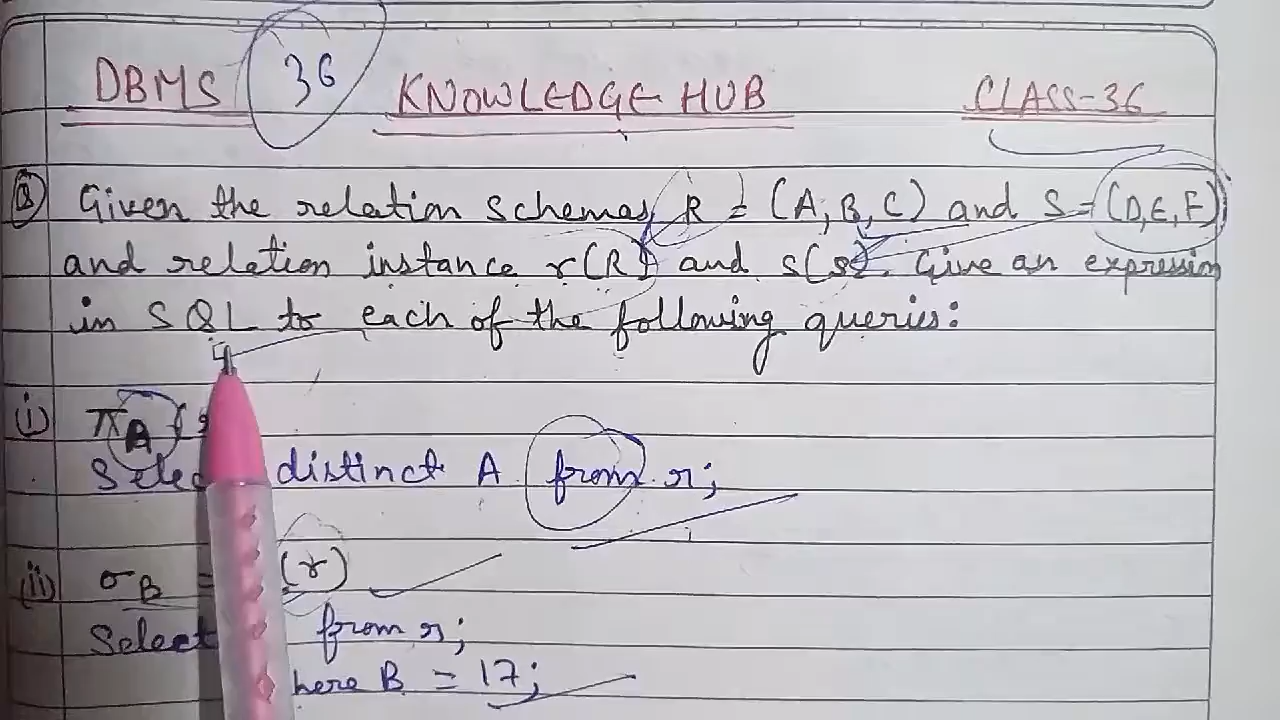 DBMS 36 KNOWLEDGE HUB CLASS-36
Q Given the relation schemas R = (A, B, C) and S = (D, E, F)
and relation instance r(R) and s(S). Give an expression
in SQL to each of the following queries:
(i) πA
distinct A from r;
(ii) σB = (r)
Select from r;
here B = 17;